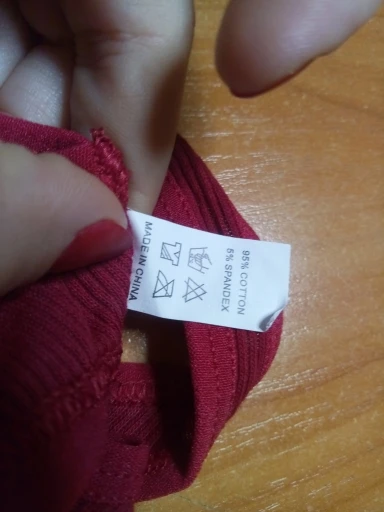 95% COTTON
5% SPANDEX
MADE IN CHINA